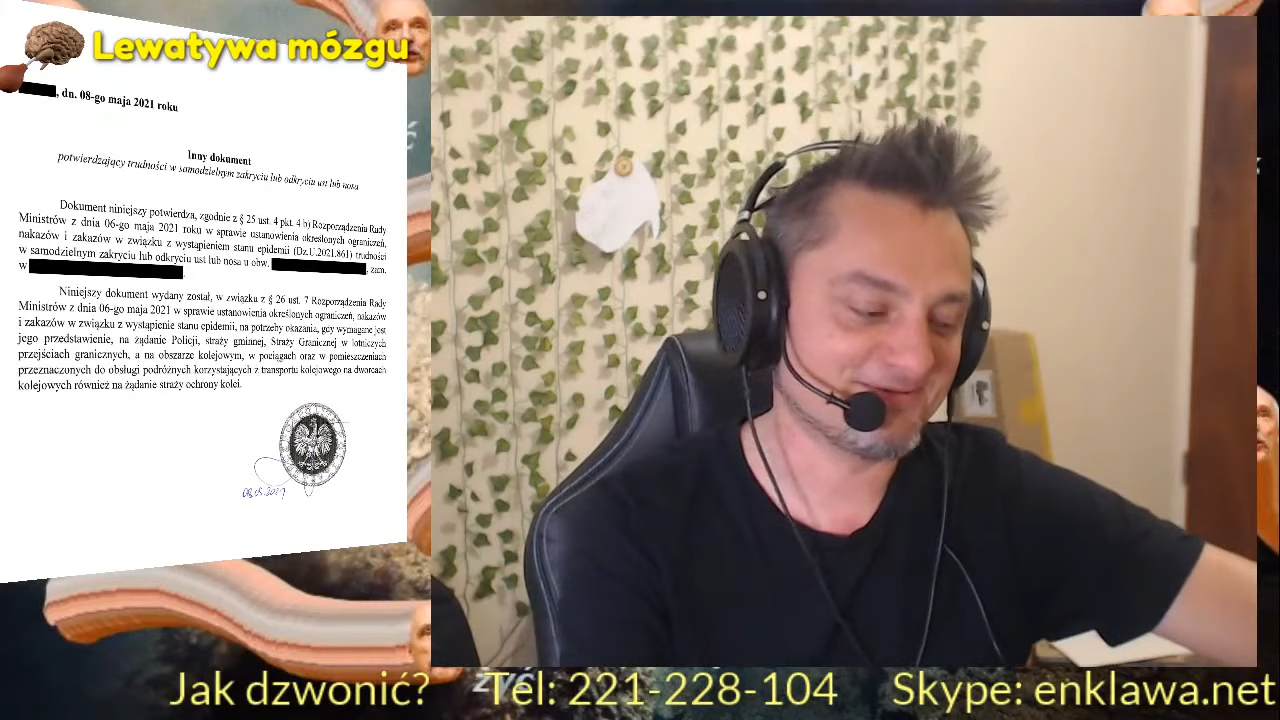 Lewatywa mózgu
, dn. 08-go maja 2021 roku
Inny dokument
potwierdzający trudności w samodzielnym zakryciu lub odkryciu ust lub nosa
Dokument niniejszy potwierdza, zgodnie z § 25 ust. 4 pkt. 4 b) Rozporządzenia Rady
Ministrów z dnia 06-go maja 2021 roku w sprawie ustanowienia określonych ograniczeń,
nakazów i zakazów w związku z wystąpieniem stanu epidemii (Dz.U.2021.861) trudności
w samodzielnym zakryciu lub odkryciu ust lub nosa u obw. , zam.
w
Niniejszy dokument wydany został, w związku z § 26 ust. 7 Rozporządzenia Rady
Ministrów z dnia 06-go maja 2021 w sprawie ustanowienia określonych ograniczeń, nakazów
i zakazów w związku z wystąpienie stanu epidemii, na potrzeby okazania, gdy wymagane jest
jego przedstawienie, na żądanie Policji, straży gminnej, Straży Granicznej w lotniczych
przejściach granicznych, a na obszarze kolejowym, w pociągach oraz w pomieszczeniach
przeznaczonych do obsługi podróżnych korzystających z transportu kolejowego na dworcach
kolejowych również na żądanie straży ochrony kolei.
08.05.2021
Jak dzwonić? Tel: 221-228-104 Skype: enklawa.net